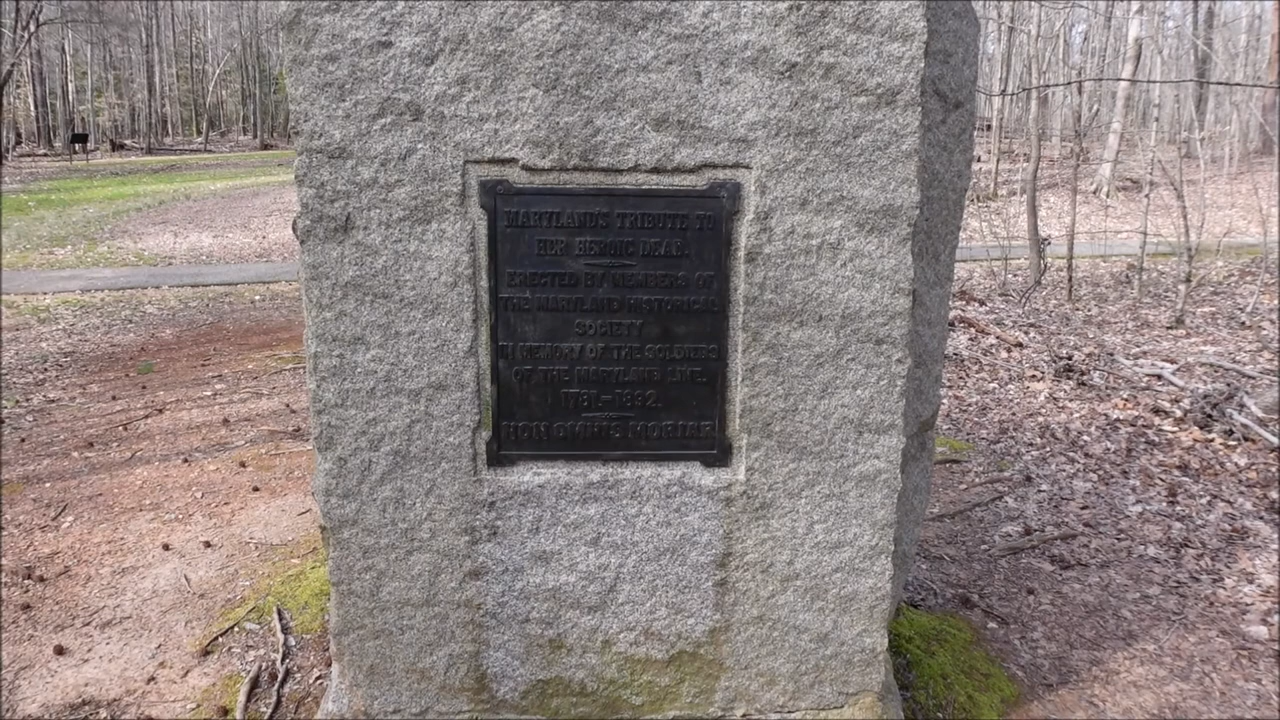 MARYLAND'S TRIBUTE TO
HER HEROIC DEAD.
ERECTED BY MEMBERS OF
THE MARYLAND HISTORICAL
SOCIETY
IN MEMORY OF THE SOLDIERS
OF THE MARYLAND LINE.
1781.-1892.
NON OMNIS MORIAR